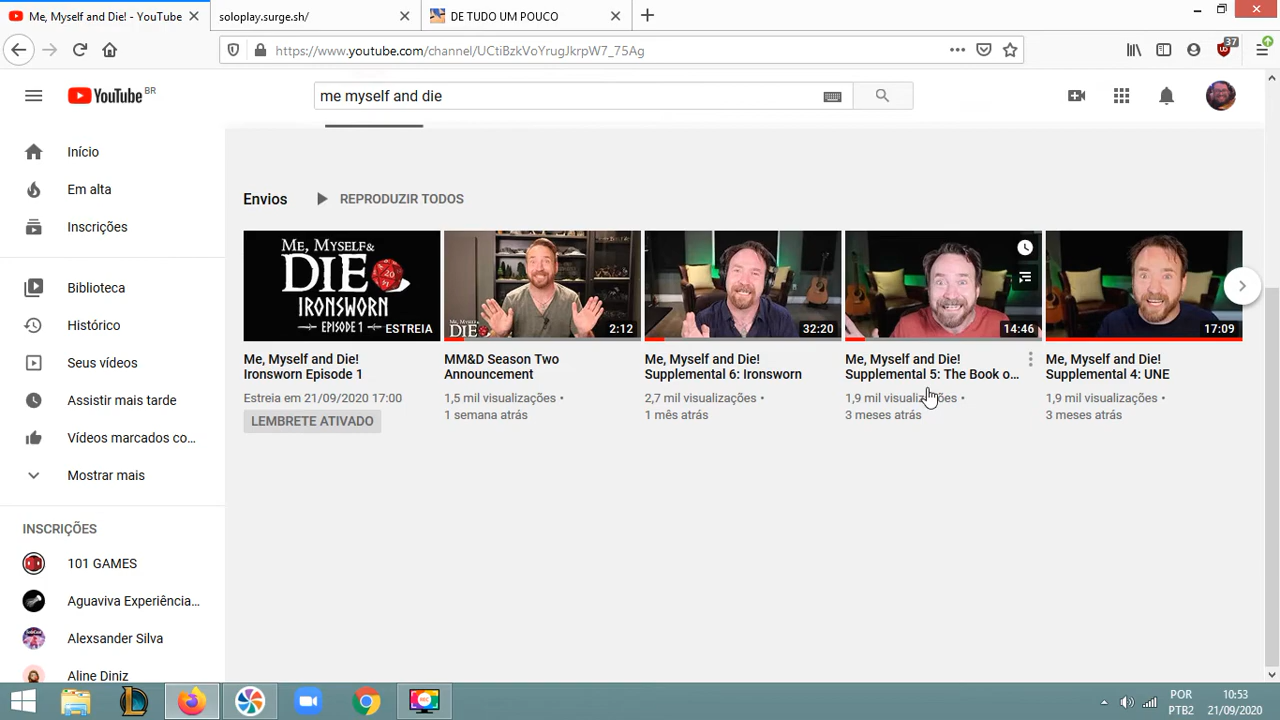 Me, Myself and Die! - YouTube
soloplay.surge.sh/
DE TUDO UM POUCO
https://www.youtube.com/channel/UCtiBzkVoYrugJkrpW7_75Ag
37
YouTube BR
me myself and die
Início
Em alta
Inscrições
Biblioteca
Histórico
Seus vídeos
Assistir mais tarde
Vídeos marcados co...
Mostrar mais
INSCRIÇÕES
101 GAMES
Aguaviva Experiência...
Alexsander Silva
Aline Diniz
Envios
REPRODUZIR TODOS
ME, MYSELF &
DIE
20
IRONSWORN
EPISODE 1
ESTREIA
Me, Myself and Die!
Ironsworn Episode 1
Estreia em 21/09/2020 17:00
LEMBRETE ATIVADO
ME, MYSELF &
DIE
2:12
MM&D Season Two
Announcement
1,5 mil visualizações •
1 semana atrás
32:20
Me, Myself and Die!
Supplemental 6: Ironsworn
2,7 mil visualizações •
1 mês atrás
14:46
Me, Myself and Die!
Supplemental 5: The Book o...
1,9 mil visualizações •
3 meses atrás
17:09
Me, Myself and Die!
Supplemental 4: UNE
1,9 mil visualizações •
3 meses atrás
REC
POR
PTB2
10:53
21/09/2020